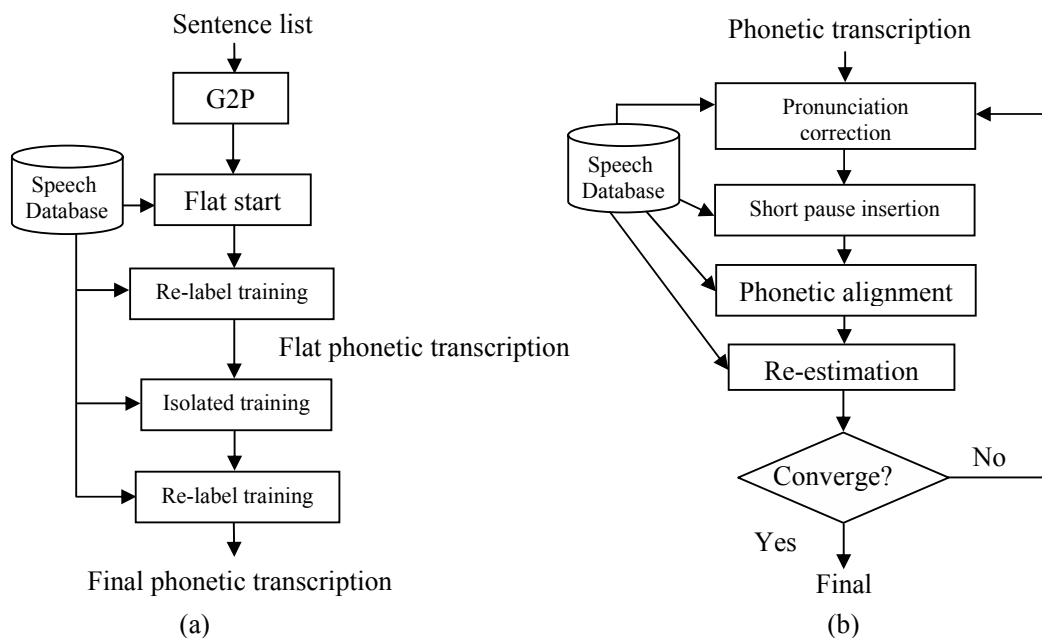 Sentence list
G2P
Speech
Database
Flat start
Re-label training
Flat phonetic transcription
Isolated training
Re-label training
Final phonetic transcription
(a)
Phonetic transcription
Pronunciation
correction
Speech
Database
Short pause insertion
Phonetic alignment
Re-estimation
Converge?
No
Yes
Final
(b)